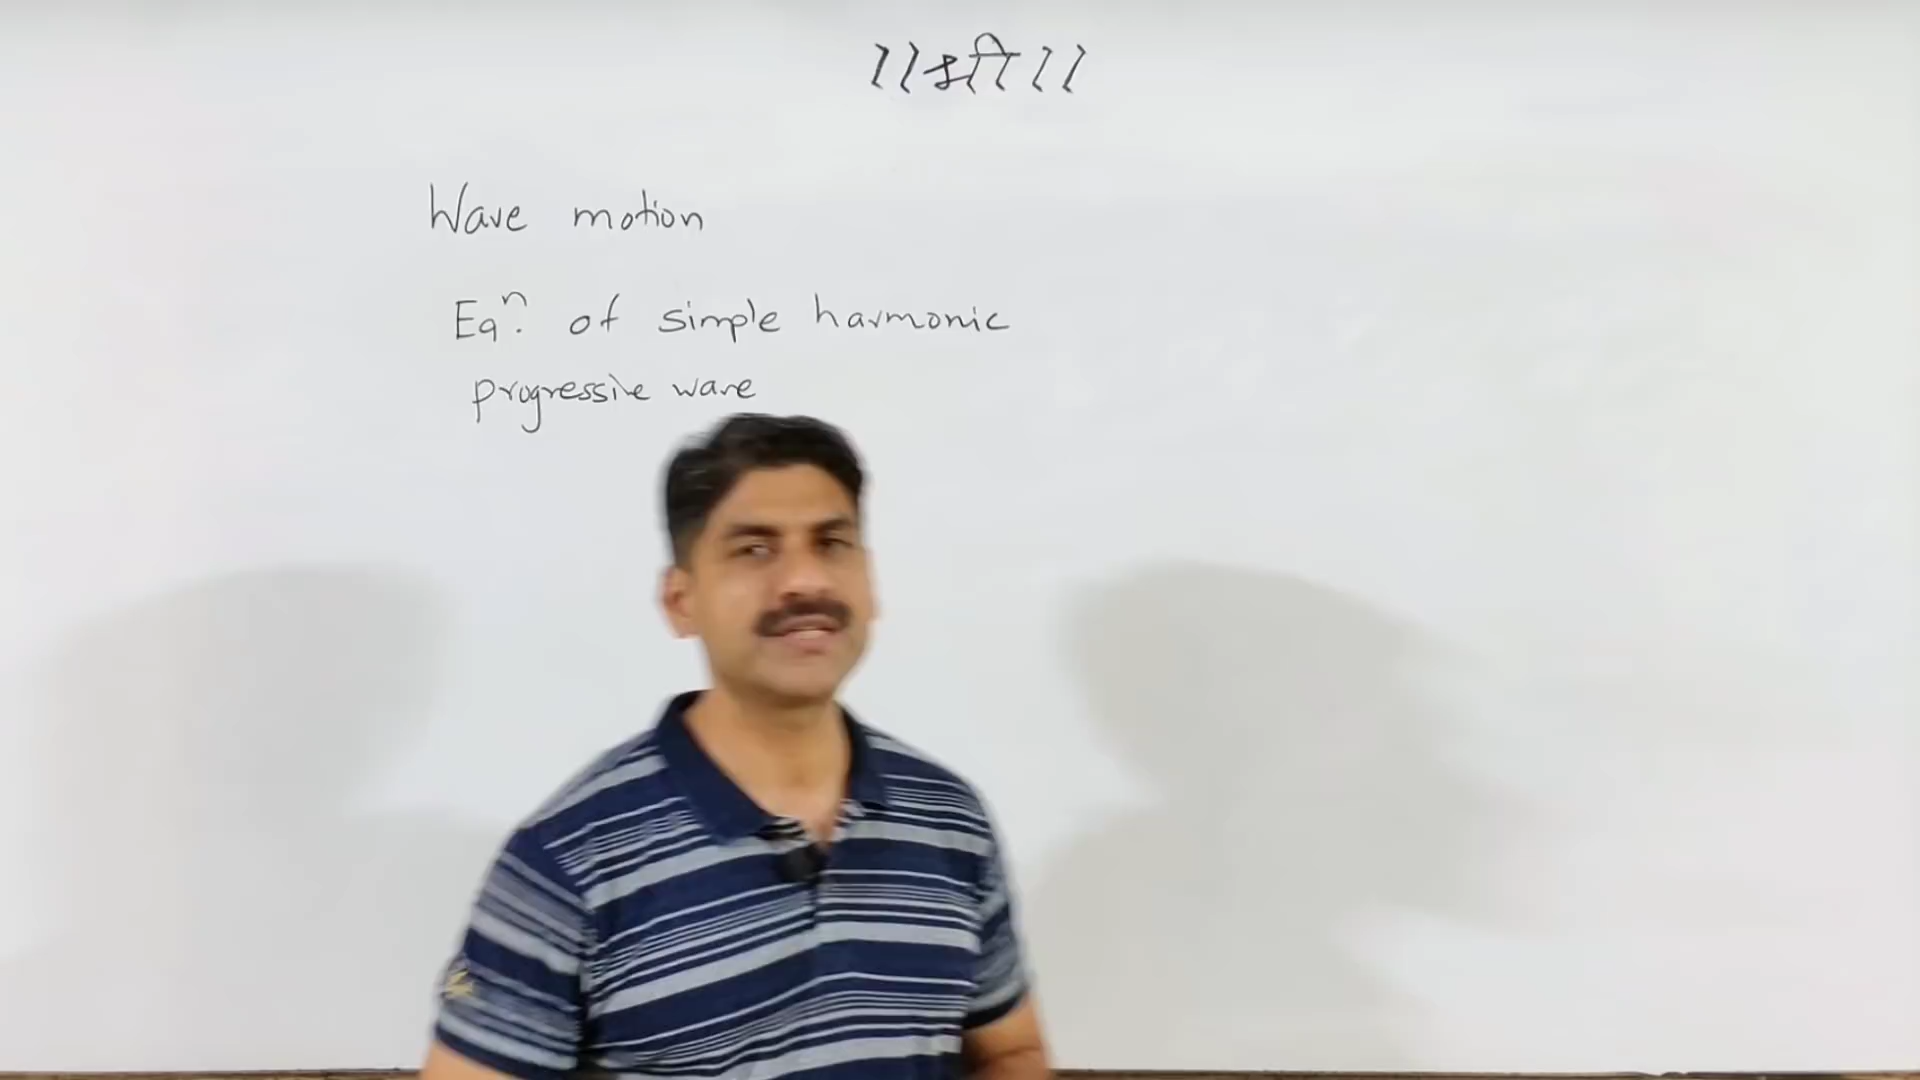 ।।श्री।।
Wave motion
Eqⁿ. of simple harmonic
progressive wave